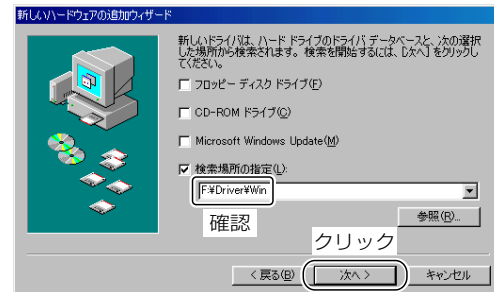 新しいハードウェアの追加ウィザード
新しいドライバは、ハード ドライブのドライバ データベースと、次の選択
した場所から検索されます。検索を開始するには、[次へ] をクリックし
てください。
フロッピー ディスク ドライブ(F)
CD-ROM ドライブ(C)
Microsoft Windows Update(M)
検索場所の指定(L):
F:¥Driver¥Win
確認
参照(R)...
クリック
< 戻る(B)
次へ >
キャンセル